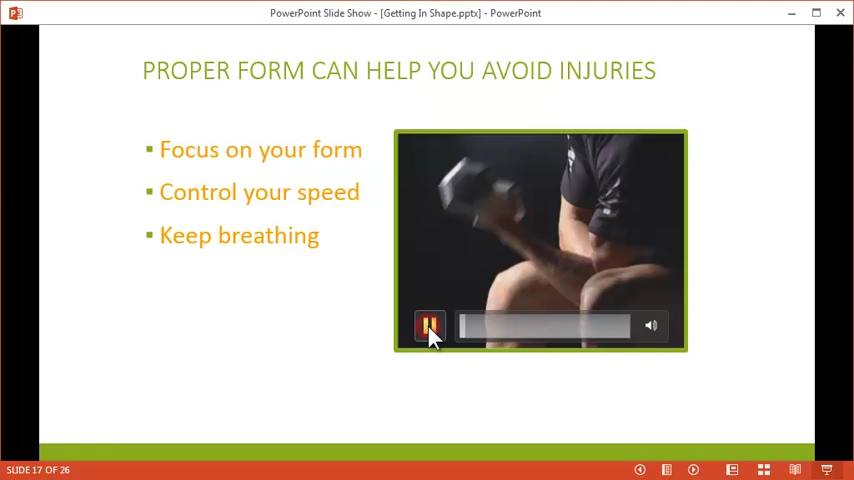 PowerPoint Slide Show - [Getting In Shape.pptx] - PowerPoint
PROPER FORM CAN HELP YOU AVOID INJURIES
Focus on your form
Control your speed
Keep breathing
SLIDE 17 OF 26